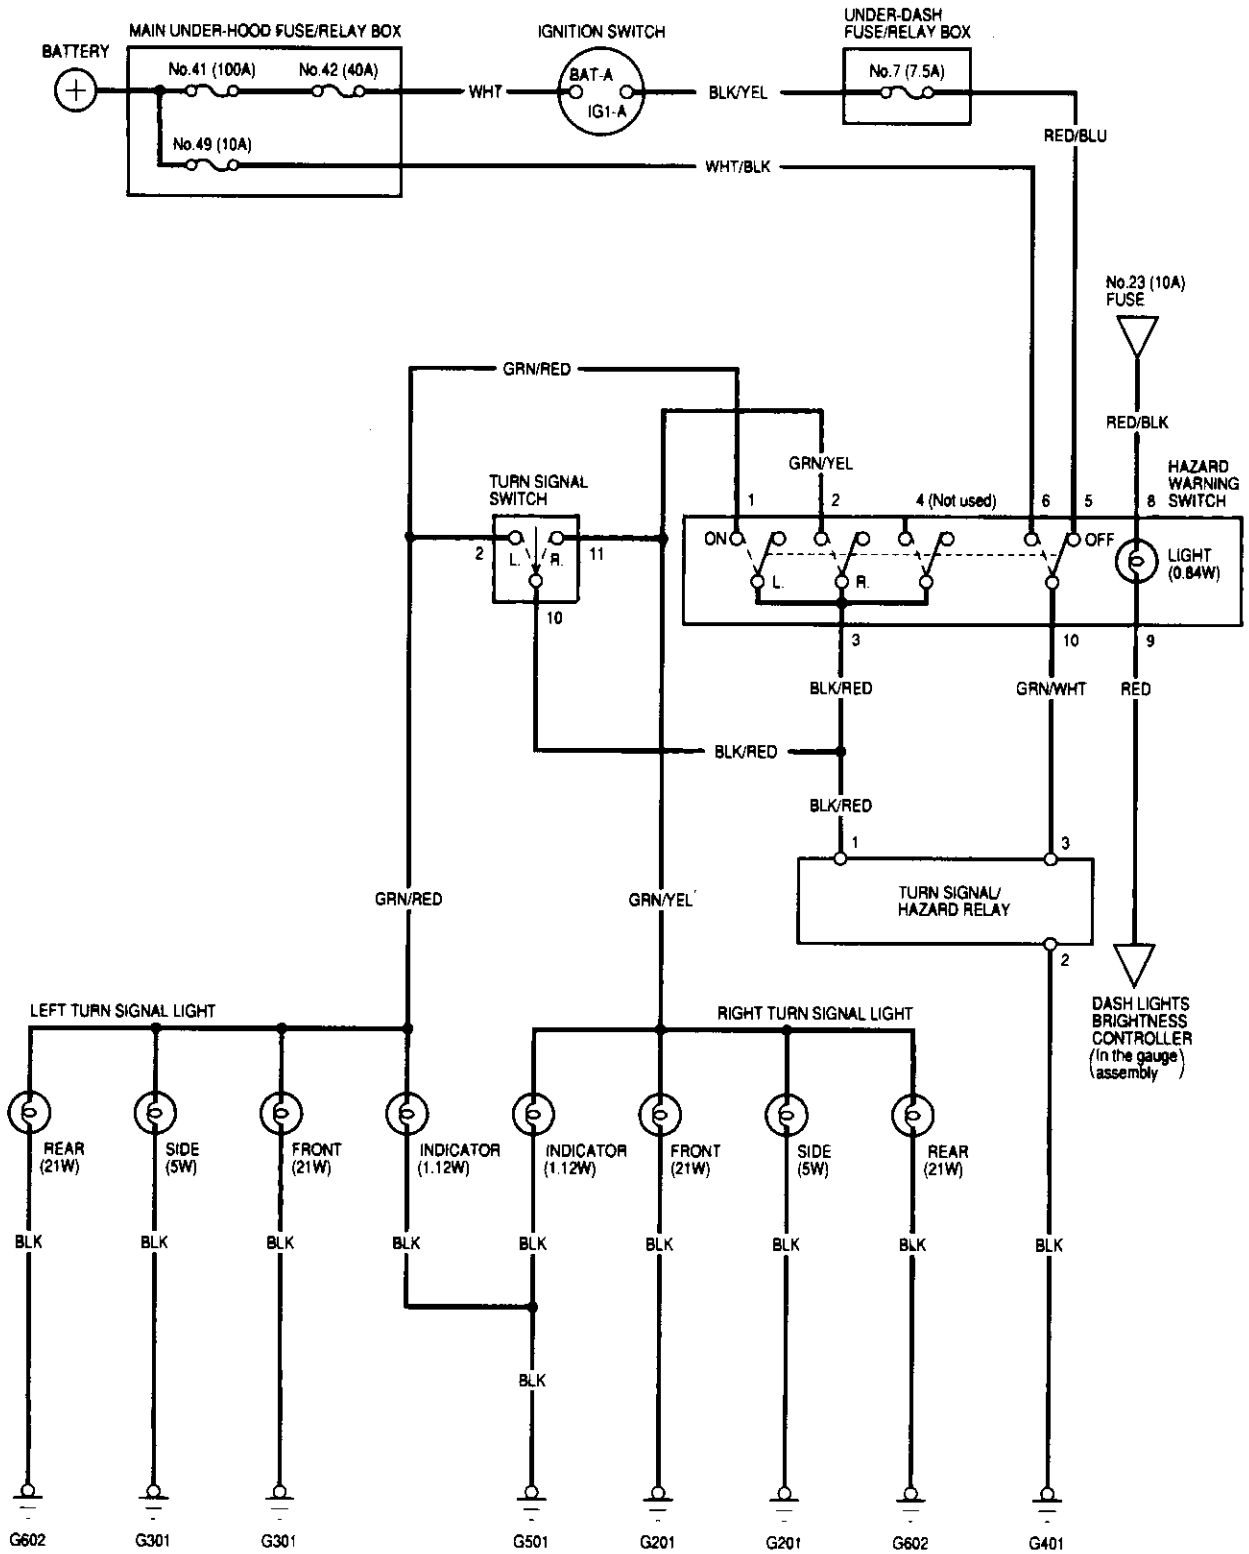 MAIN UNDER-HOOD FUSE/RELAY BOX
IGNITION SWITCH
UNDER-DASH
FUSE/RELAY BOX
BATTERY
No.41 (100A)
No.42 (40A)
BAT-A
No.7 (7.5A)
WHT
BLK/YEL
IG1-A
No.49 (10A)
RED/BLU
WHT/BLK
No.23 (10A)
FUSE
GRN/RED
RED/BLK
GRN/YEL
HAZARD
WARNING
SWITCH
TURN SIGNAL
SWITCH
1
2
4 (Not used)
6
5
8
ON
OFF
2
L.
R.
11
LIGHT
(0.84W)
L.
R.
10
3
10
9
BLK/RED
GRN/WHT
RED
BLK/RED
BLK/RED
1
3
GRN/RED
GRN/YEL
TURN SIGNAL/
HAZARD RELAY
2
LEFT TURN SIGNAL LIGHT
RIGHT TURN SIGNAL LIGHT
DASH LIGHTS
BRIGHTNESS
CONTROLLER
(In the gauge
assembly)
REAR
(21W)
SIDE
(5W)
FRONT
(21W)
INDICATOR
(1.12W)
INDICATOR
(1.12W)
FRONT
(21W)
SIDE
(5W)
REAR
(21W)
BLK
BLK
BLK
BLK
BLK
BLK
BLK
BLK
BLK
BLK
G602
G301
G301
G501
G201
G201
G602
G401